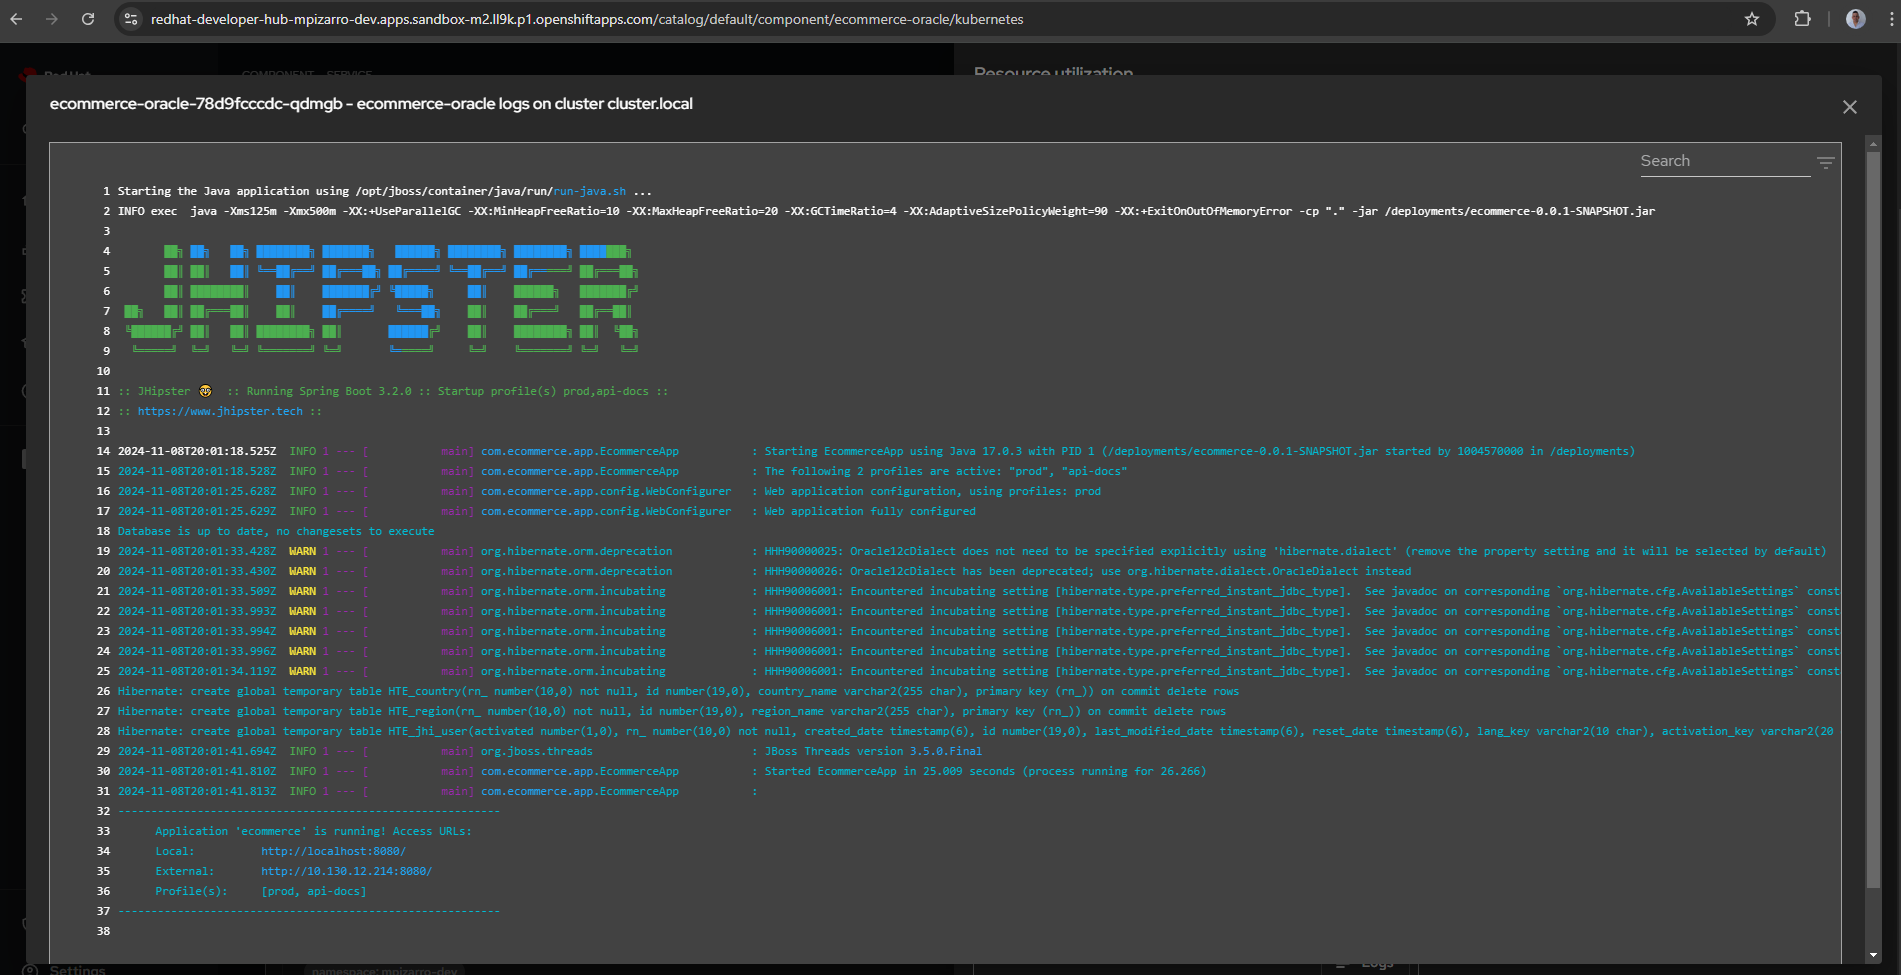 redhat-developer-hub-mpizarro-dev.apps.sandbox-m2.ll9k.p1.openshiftapps.com/catalog/default/component/ecommerce-oracle/kubernetes
COMPONENT SERVICE
Resource utilization
ecommerce-oracle-78d9fcccdc-qdmgb - ecommerce-oracle logs on cluster cluster.local
Search
1 Starting the Java application using /opt/jboss/container/java/run/run-java.sh ...
2 INFO exec  java -Xms125m -Xmx500m -XX:+UseParallelGC -XX:MinHeapFreeRatio=10 -XX:MaxHeapFreeRatio=20 -XX:GCTimeRatio=4 -XX:AdaptiveSizePolicyWeight=90 -XX:+ExitOnOutOfMemoryError -cp "." -jar /deployments/ecommerce-0.0.1-SNAPSHOT.jar
3
4
5
6
JHIPSTER
7
8
9
10
11 :: JHipster 🤓  :: Running Spring Boot 3.2.0 :: Startup profile(s) prod,api-docs ::
12 :: https://www.jhipster.tech ::
13
14 2024-11-08T20:01:18.525Z  INFO 1 --- [           main] com.ecommerce.app.EcommerceApp           : Starting EcommerceApp using Java 17.0.3 with PID 1 (/deployments/ecommerce-0.0.1-SNAPSHOT.jar started by 1004570000 in /deployments)
15 2024-11-08T20:01:18.528Z  INFO 1 --- [           main] com.ecommerce.app.EcommerceApp           : The following 2 profiles are active: "prod", "api-docs"
16 2024-11-08T20:01:25.628Z  INFO 1 --- [           main] com.ecommerce.app.config.WebConfigurer   : Web application configuration, using profiles: prod
17 2024-11-08T20:01:25.629Z  INFO 1 --- [           main] com.ecommerce.app.config.WebConfigurer   : Web application fully configured
18 Database is up to date, no changesets to execute
19 2024-11-08T20:01:33.428Z  WARN 1 --- [           main] org.hibernate.orm.deprecation            : HHH90000025: Oracle12cDialect does not need to be specified explicitly using 'hibernate.dialect' (remove the property setting and it will be selected by default)
20 2024-11-08T20:01:33.430Z  WARN 1 --- [           main] org.hibernate.orm.deprecation            : HHH90000026: Oracle12cDialect has been deprecated; use org.hibernate.dialect.OracleDialect instead
21 2024-11-08T20:01:33.509Z  WARN 1 --- [           main] org.hibernate.orm.incubating             : HHH90006001: Encountered incubating setting [hibernate.type.preferred_instant_jdbc_type].  See javadoc on corresponding `org.hibernate.cfg.AvailableSettings` const
22 2024-11-08T20:01:33.993Z  WARN 1 --- [           main] org.hibernate.orm.incubating             : HHH90006001: Encountered incubating setting [hibernate.type.preferred_instant_jdbc_type].  See javadoc on corresponding `org.hibernate.cfg.AvailableSettings` const
23 2024-11-08T20:01:33.994Z  WARN 1 --- [           main] org.hibernate.orm.incubating             : HHH90006001: Encountered incubating setting [hibernate.type.preferred_instant_jdbc_type].  See javadoc on corresponding `org.hibernate.cfg.AvailableSettings` const
24 2024-11-08T20:01:33.996Z  WARN 1 --- [           main] org.hibernate.orm.incubating             : HHH90006001: Encountered incubating setting [hibernate.type.preferred_instant_jdbc_type].  See javadoc on corresponding `org.hibernate.cfg.AvailableSettings` const
25 2024-11-08T20:01:34.119Z  WARN 1 --- [           main] org.hibernate.orm.incubating             : HHH90006001: Encountered incubating setting [hibernate.type.preferred_instant_jdbc_type].  See javadoc on corresponding `org.hibernate.cfg.AvailableSettings` const
26 Hibernate: create global temporary table HTE_country(rn_ number(10,0) not null, id number(19,0), country_name varchar2(255 char), primary key (rn_)) on commit delete rows
27 Hibernate: create global temporary table HTE_region(rn_ number(10,0) not null, id number(19,0), region_name varchar2(255 char), primary key (rn_)) on commit delete rows
28 Hibernate: create global temporary table HTE_jhi_user(activated number(1,0), rn_ number(10,0) not null, created_date timestamp(6), id number(19,0), last_modified_date timestamp(6), reset_date timestamp(6), lang_key varchar2(10 char), activation_key varchar2(20
29 2024-11-08T20:01:41.694Z  INFO 1 --- [           main] org.jboss.threads                        : JBoss Threads version 3.5.0.Final
30 2024-11-08T20:01:41.810Z  INFO 1 --- [           main] com.ecommerce.app.EcommerceApp           : Started EcommerceApp in 25.009 seconds (process running for 26.266)
31 2024-11-08T20:01:41.813Z  INFO 1 --- [           main] com.ecommerce.app.EcommerceApp           :
32 ----------------------------------------------------------
33 Application 'ecommerce' is running! Access URLs:
34 Local: http://localhost:8080/
35 External: http://10.130.12.214:8080/
36 Profile(s): [prod, api-docs]
37 ----------------------------------------------------------
38
Settings
namespace: mpizarro-dev
Logs